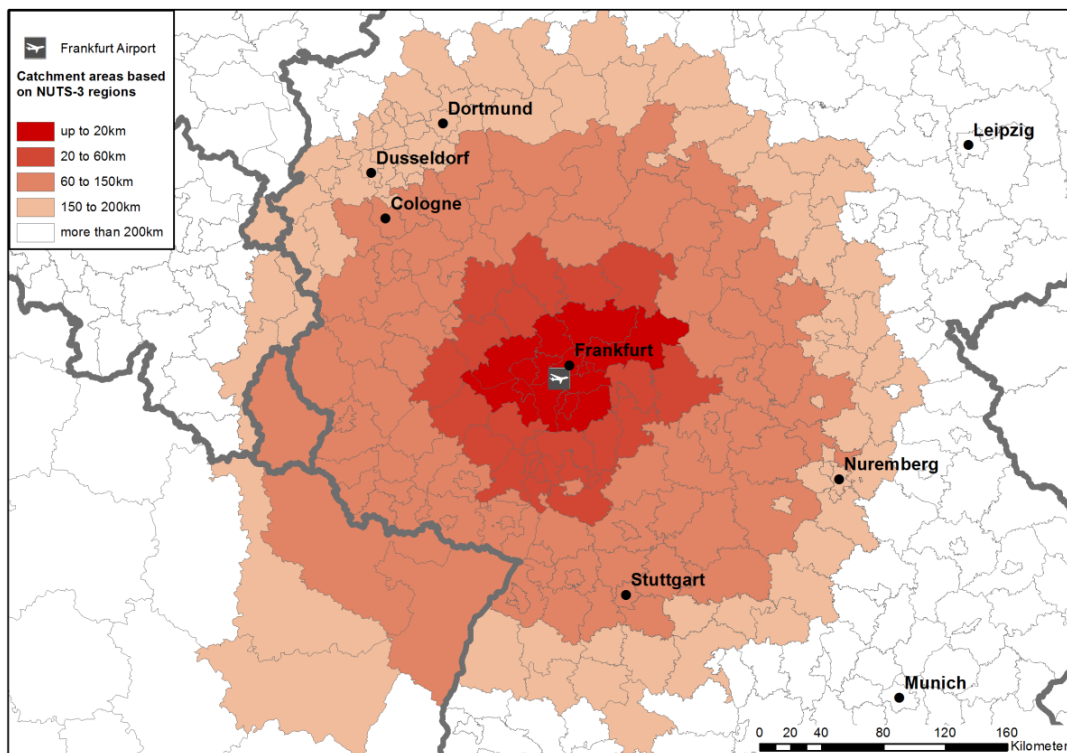 Frankfurt Airport
Catchment areas based
on NUTS-3 regions
up to 20km
20 to 60km
60 to 150km
150 to 200km
more than 200km
Dortmund
Leipzig
Dusseldorf
Cologne
Frankfurt
Nuremberg
Stuttgart
Munich
0 20 40 80 120 160
Kilometer